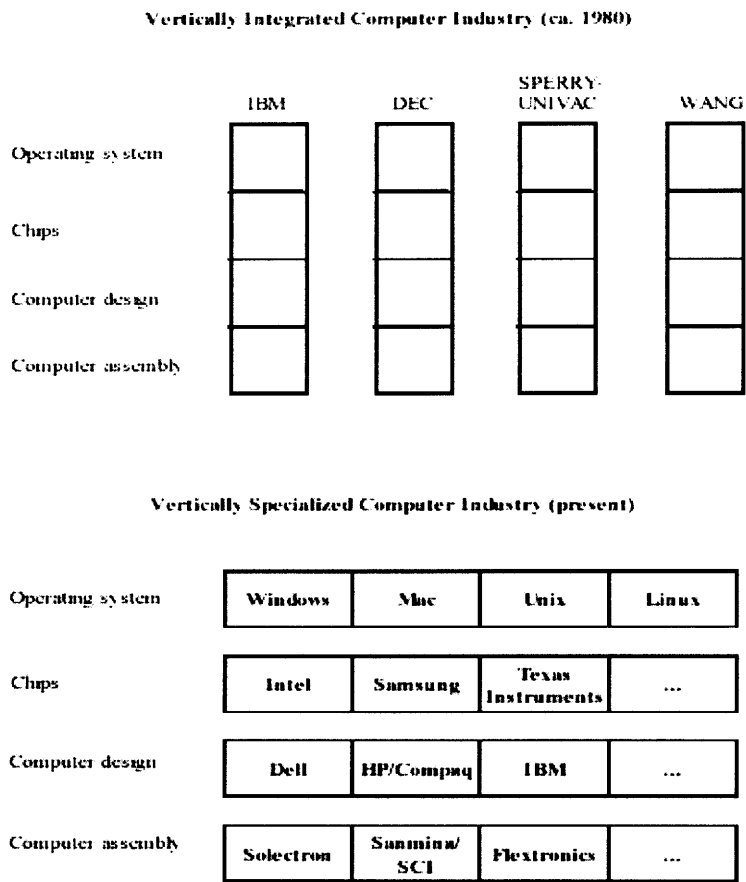 Vertically Integrated Computer Industry (ca. 1980)
IBM DEC SPERRY-UNIVAC WANG
Operating system
Chips
Computer design
Computer assembly
Vertically Specialized Computer Industry (present)
Operating system Windows Mac Unix Linux
Chips Intel Samsung Texas Instruments ...
Computer design Dell HP/Compaq IBM ...
Computer assembly Solectron Sanmina/SCI Flextronics ...